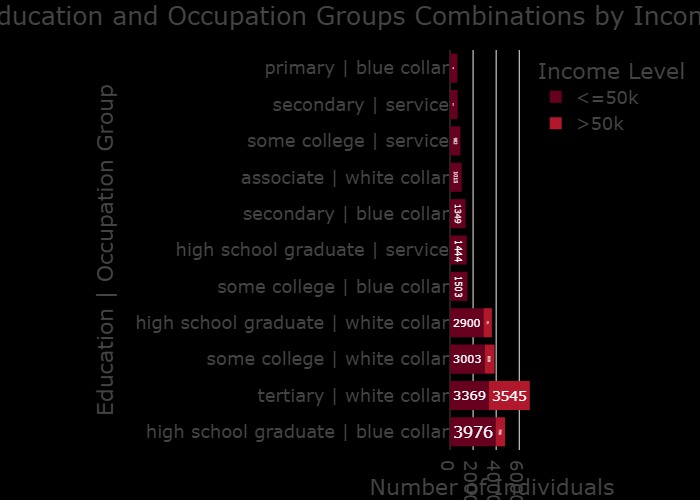 ducation and Occupation Groups Combinations by Incon
Income Level
<=50k
>50k
Education | Occupation Group
primary | blue collar
secondary | service
some college | service
associate | white collar
secondary | blue collar 1349
high school graduate | service 1444
some college | blue collar 1503
high school graduate | white collar 2900
some college | white collar 3003
tertiary | white collar 3369 3545
high school graduate | blue collar 3976
0 2000 4000 6000
Number of Individuals